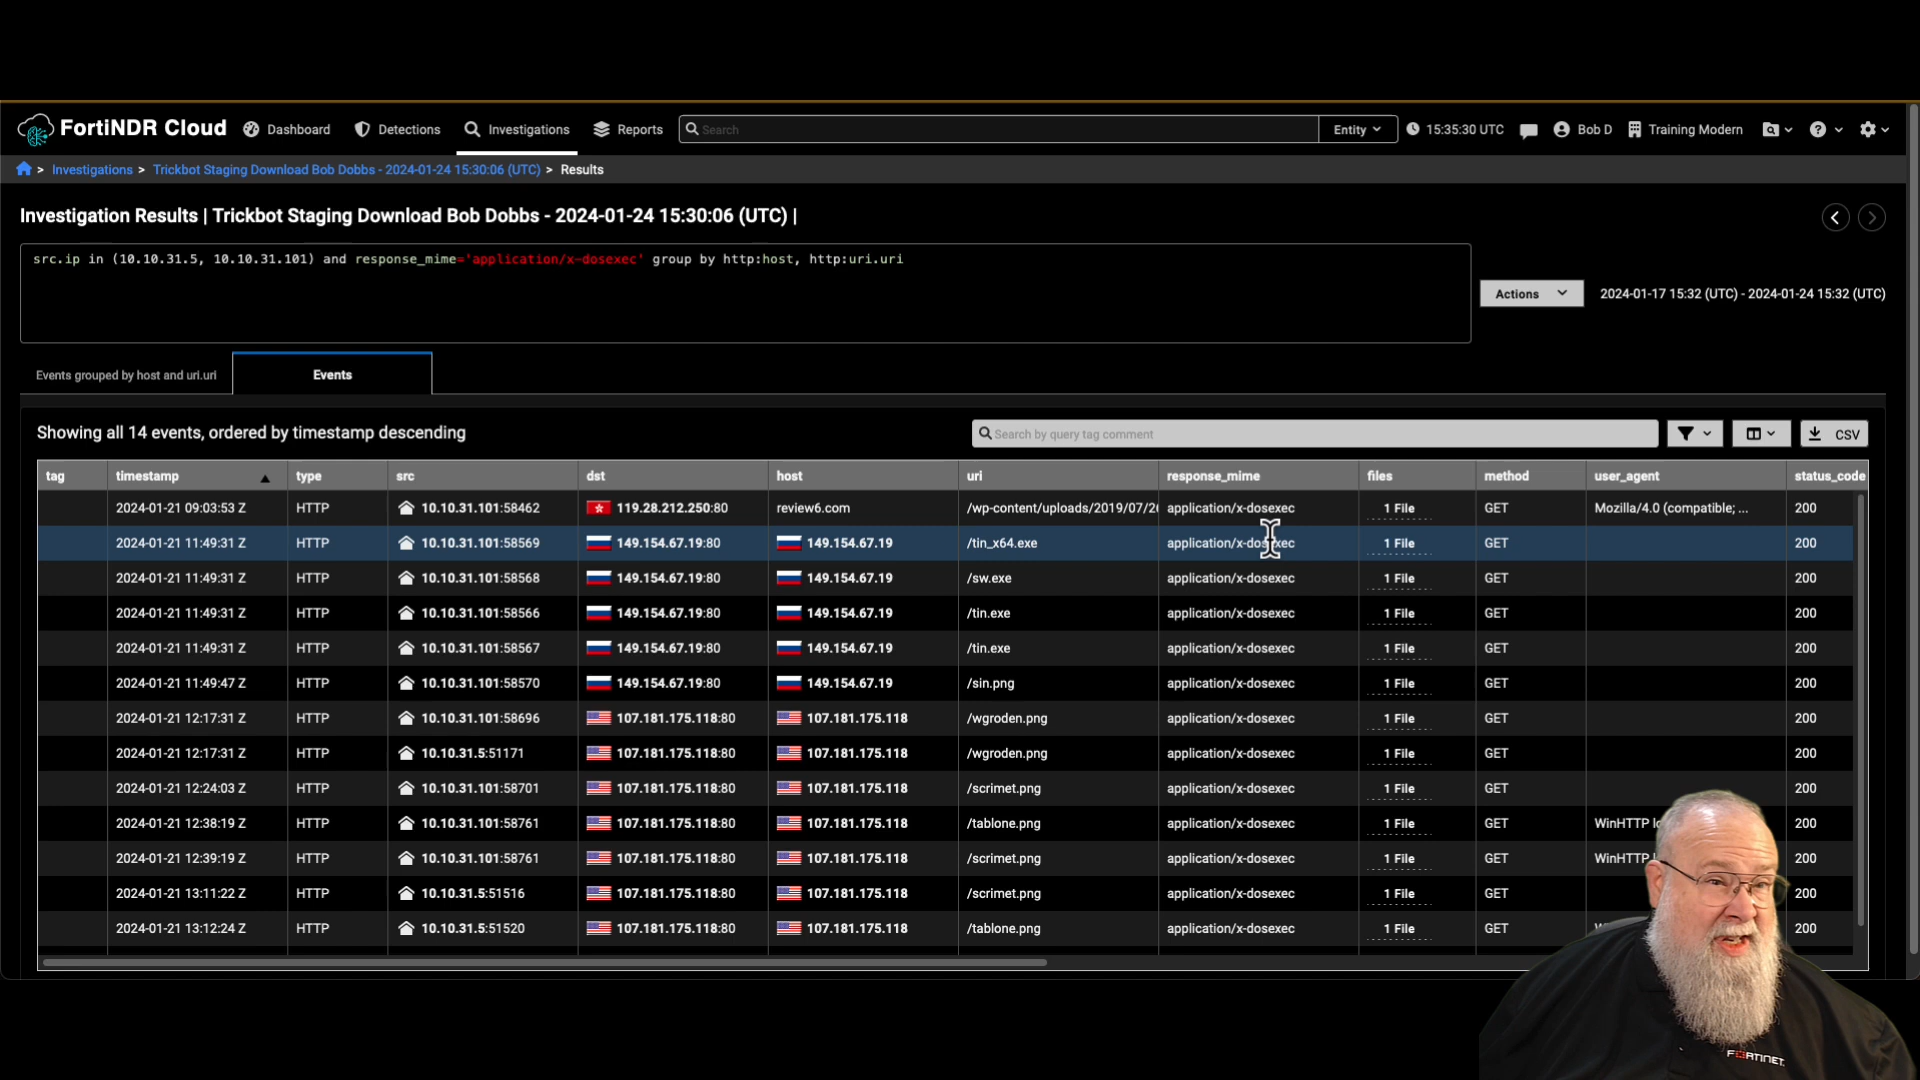 FortiNDR Cloud Dashboard Detections Investigations Reports Search Entity 15:35:30 UTC Bob D Training Modern
> Investigations > Trickbot Staging Download Bob Dobbs - 2024-01-24 15:30:06 (UTC) > Results
Investigation Results | Trickbot Staging Download Bob Dobbs - 2024-01-24 15:30:06 (UTC) |
src.ip in (10.10.31.5, 10.10.31.101) and response_mime='application/x-dosexec' group by http:host, http:uri.uri
Actions 2024-01-17 15:32 (UTC) - 2024-01-24 15:32 (UTC)
Events grouped by host and uri.uri Events
Showing all 14 events, ordered by timestamp descending Search by query tag comment CSV
tag timestamp type src dst host uri response_mime files method user_agent status_code
2024-01-21 09:03:53 Z HTTP 10.10.31.101:58462 119.28.212.250:80 review6.com /wp-content/uploads/2019/07/2 application/x-dosexec 1 File GET Mozilla/4.0 (compatible; ... 200
2024-01-21 11:49:31 Z HTTP 10.10.31.101:58569 149.154.67.19:80 149.154.67.19 /tin_x64.exe application/x-dosexec 1 File GET 200
2024-01-21 11:49:31 Z HTTP 10.10.31.101:58568 149.154.67.19:80 149.154.67.19 /sw.exe application/x-dosexec 1 File GET 200
2024-01-21 11:49:31 Z HTTP 10.10.31.101:58566 149.154.67.19:80 149.154.67.19 /tin.exe application/x-dosexec 1 File GET 200
2024-01-21 11:49:31 Z HTTP 10.10.31.101:58567 149.154.67.19:80 149.154.67.19 /tin.exe application/x-dosexec 1 File GET 200
2024-01-21 11:49:47 Z HTTP 10.10.31.101:58570 149.154.67.19:80 149.154.67.19 /sin.png application/x-dosexec 1 File GET 200
2024-01-21 12:17:31 Z HTTP 10.10.31.101:58696 107.181.175.118:80 107.181.175.118 /wgroden.png application/x-dosexec 1 File GET 200
2024-01-21 12:17:31 Z HTTP 10.10.31.5:51171 107.181.175.118:80 107.181.175.118 /wgroden.png application/x-dosexec 1 File GET 200
2024-01-21 12:24:03 Z HTTP 10.10.31.101:58701 107.181.175.118:80 107.181.175.118 /scrimet.png application/x-dosexec 1 File GET 200
2024-01-21 12:38:19 Z HTTP 10.10.31.101:58761 107.181.175.118:80 107.181.175.118 /tablone.png application/x-dosexec 1 File GET WinHTTP 200
2024-01-21 12:39:19 Z HTTP 10.10.31.101:58761 107.181.175.118:80 107.181.175.118 /scrimet.png application/x-dosexec 1 File GET WinHTTP 200
2024-01-21 13:11:22 Z HTTP 10.10.31.5:51516 107.181.175.118:80 107.181.175.118 /scrimet.png application/x-dosexec 1 File GET 200
2024-01-21 13:12:24 Z HTTP 10.10.31.5:51520 107.181.175.118:80 107.181.175.118 /tablone.png application/x-dosexec 1 File GET 200
FORTINET